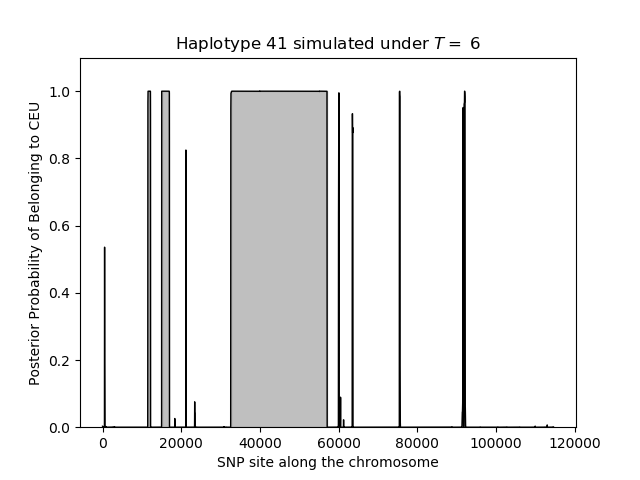 Haplotype 41 simulated under T = 6
Posterior Probability of Belonging to CEU
1.0
0.8
0.6
0.4
0.2
0.0
0 20000 40000 60000 80000 100000 120000
SNP site along the chromosome